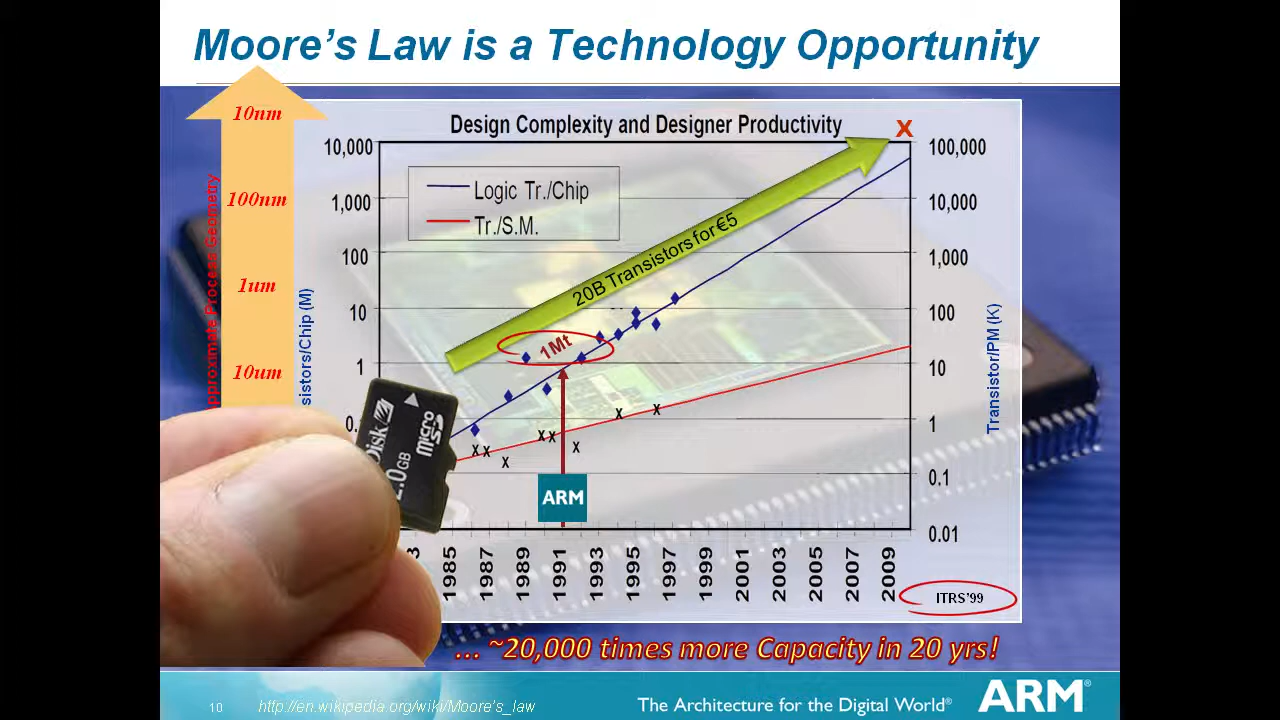 Moore's Law is a Technology Opportunity
10nm
100nm
1um
10um
Process Geometry
Design Complexity and Designer Productivity
X
10,000
1,000
100
10
1
Logic Tr./Chip
Tr./S.M.
20B Transistors for €5
1Mt
ARM
100,000
10,000
1,000
100
10
1
0.1
0.01
Transistor/PM (K)
1985 1987 1989 1991 1993 1995 1997 1999 2001 2003 2005 2007 2009
ITRS'99
micro SD
... ~20,000 times more Capacity in 20 yrs!
10
http://en.wikipedia.org/wiki/Moore's_law
The Architecture for the Digital World®
ARM®